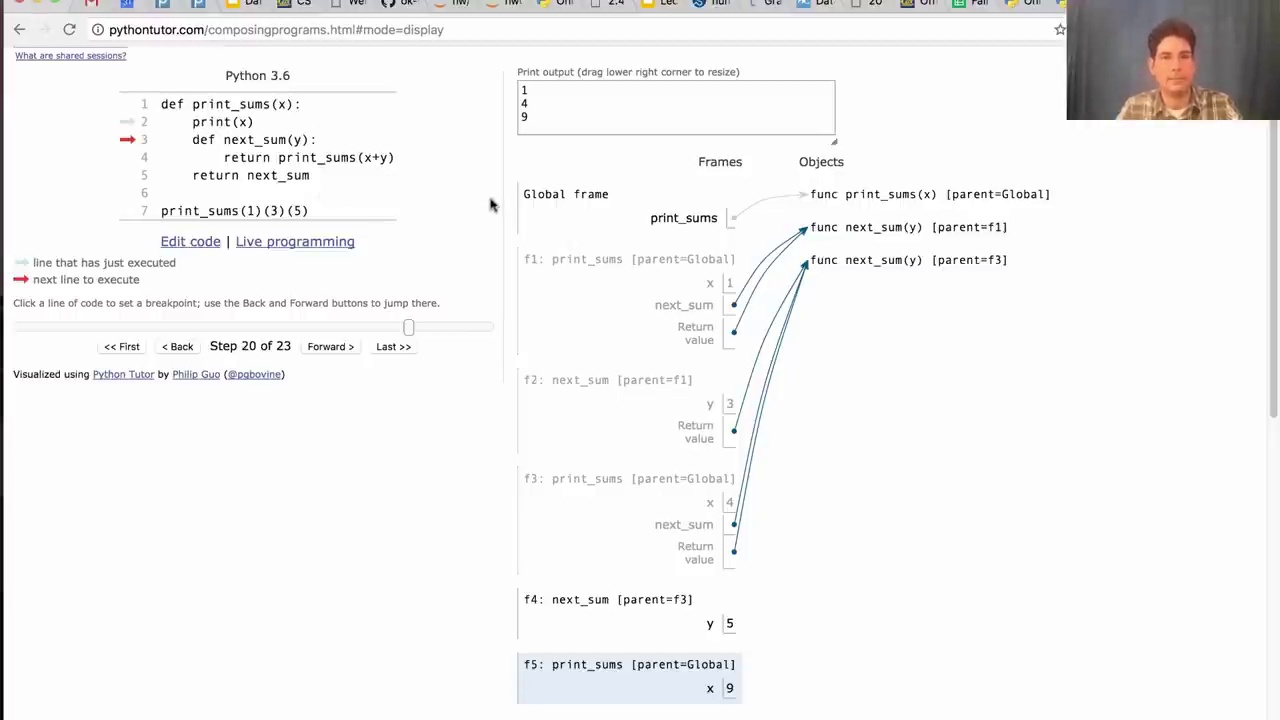 pythontutor.com/composingprograms.html#mode=display
What are shared sessions?
Python 3.6
1 def print_sums(x):
2 print(x)
3 def next_sum(y):
4 return print_sums(x+y)
5 return next_sum
6
7 print_sums(1)(3)(5)
Edit code | Live programming
line that has just executed
next line to execute
Click a line of code to set a breakpoint; use the Back and Forward buttons to jump there.
<< First < Back Step 20 of 23 Forward > Last >>
Visualized using Python Tutor by Philip Guo (@pgbovine)
Print output (drag lower right corner to resize)
1
4
9
Frames Objects
Global frame
print_sums
func print_sums(x) [parent=Global]
func next_sum(y) [parent=f1]
func next_sum(y) [parent=f3]
f1: print_sums [parent=Global]
x 1
next_sum
Return
value
f2: next_sum [parent=f1]
y 3
Return
value
f3: print_sums [parent=Global]
x 4
next_sum
Return
value
f4: next_sum [parent=f3]
y 5
f5: print_sums [parent=Global]
x 9